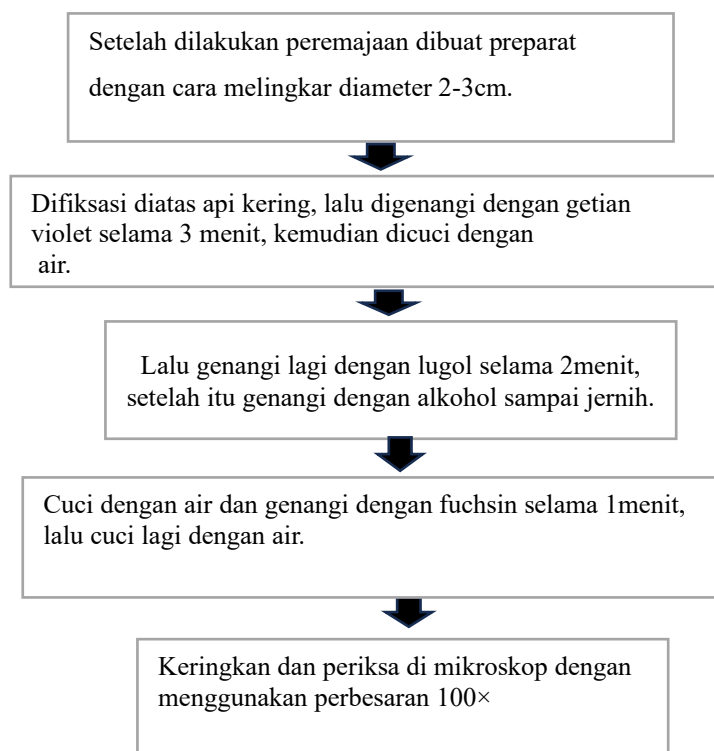 Setelah dilakukan peremajaan dibuat preparat
dengan cara melingkar diameter 2-3cm.
Difiksasi diatas api kering, lalu digenangi dengan getian
violet selama 3 menit, kemudian dicuci dengan
air.
Lalu genangi lagi dengan lugol selama 2menit,
setelah itu genangi dengan alkohol sampai jernih.
Cuci dengan air dan genangi dengan fuchsin selama 1menit,
lalu cuci lagi dengan air.
Keringkan dan periksa di mikroskop dengan
menggunakan perbesaran 100×